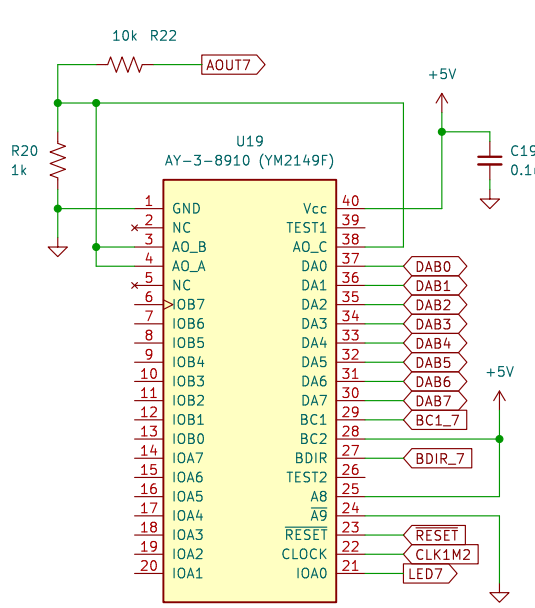 10k R22
AOUT7
+5V
R20
1k
C19
U19
AY-3-8910 (YM2149F)
1 GND Vcc 40
2 NC TEST1 39
3 AO_B AO_C 38
4 AO_A DA0 37 DAB0
5 NC DA1 36 DAB1
6 IOB7 DA2 35 DAB2
7 IOB6 DA3 34 DAB3
8 IOB5 DA4 33 DAB4
9 IOB4 DA5 32 DAB5
10 IOB3 DA6 31 DAB6
11 IOB2 DA7 30 DAB7
+5V
12 IOB1 BC1 29 BC1_7
13 IOB0 BC2 28
14 IOA7 BDIR 27 BDIR_7
15 IOA6 TEST2 26
16 IOA5 A8 25
17 IOA4 A9 24
18 IOA3 RESET 23 RESET
19 IOA2 CLOCK 22 CLK1M2
20 IOA1 IOA0 21 LED7